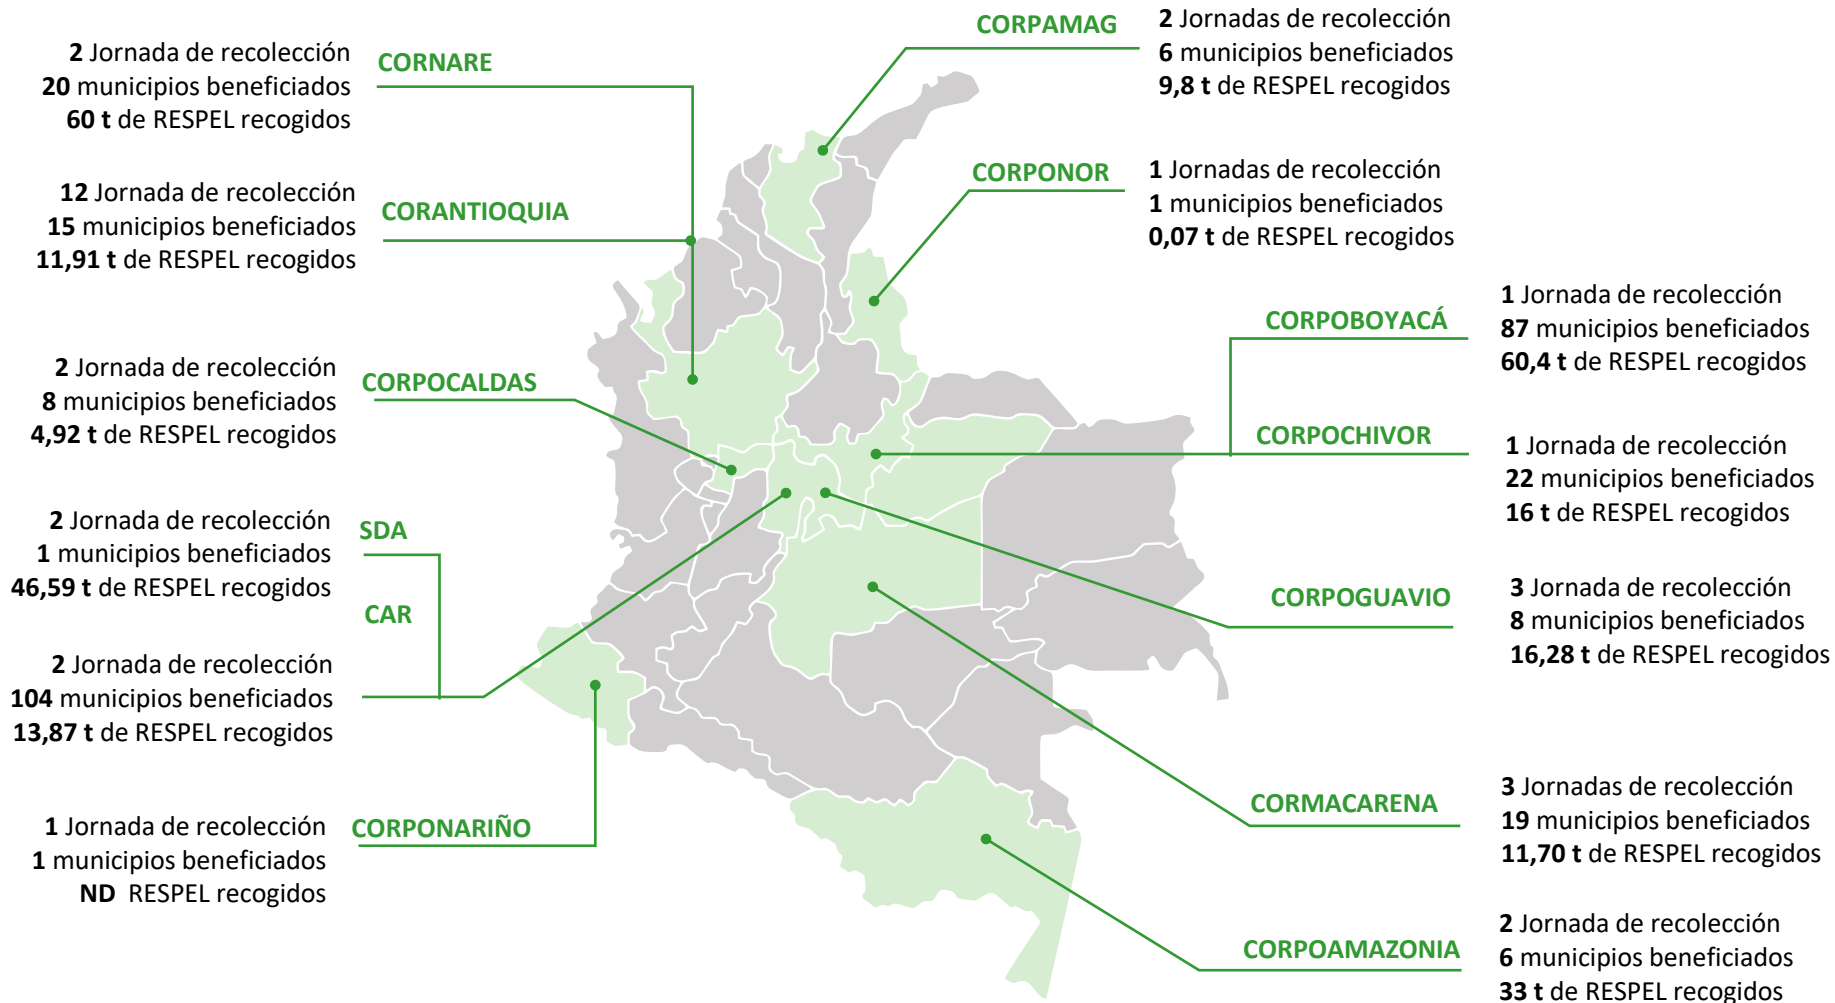 CORNARE
2 Jornada de recolección
20 municipios beneficiados
60 t de RESPEL recogidos
CORANTIOQUIA
12 Jornada de recolección
15 municipios beneficiados
11,91 t de RESPEL recogidos
CORPOCALDAS
2 Jornada de recolección
8 municipios beneficiados
4,92 t de RESPEL recogidos
SDA
2 Jornada de recolección
1 municipios beneficiados
46,59 t de RESPEL recogidos
CAR
2 Jornada de recolección
104 municipios beneficiados
13,87 t de RESPEL recogidos
CORPONARIÑO
1 Jornada de recolección
1 municipios beneficiados
ND RESPEL recogidos
CORPAMAG
2 Jornadas de recolección
6 municipios beneficiados
9,8 t de RESPEL recogidos
CORPONOR
1 Jornadas de recolección
1 municipios beneficiados
0,07 t de RESPEL recogidos
CORPOBOYACÁ
1 Jornada de recolección
87 municipios beneficiados
60,4 t de RESPEL recogidos
CORPOCHIVOR
1 Jornada de recolección
22 municipios beneficiados
16 t de RESPEL recogidos
CORPOGUAVIO
3 Jornada de recolección
8 municipios beneficiados
16,28 t de RESPEL recogidos
CORMACARENA
3 Jornadas de recolección
19 municipios beneficiados
11,70 t de RESPEL recogidos
CORPOAMAZONIA
2 Jornada de recolección
6 municipios beneficiados
33 t de RESPEL recogidos